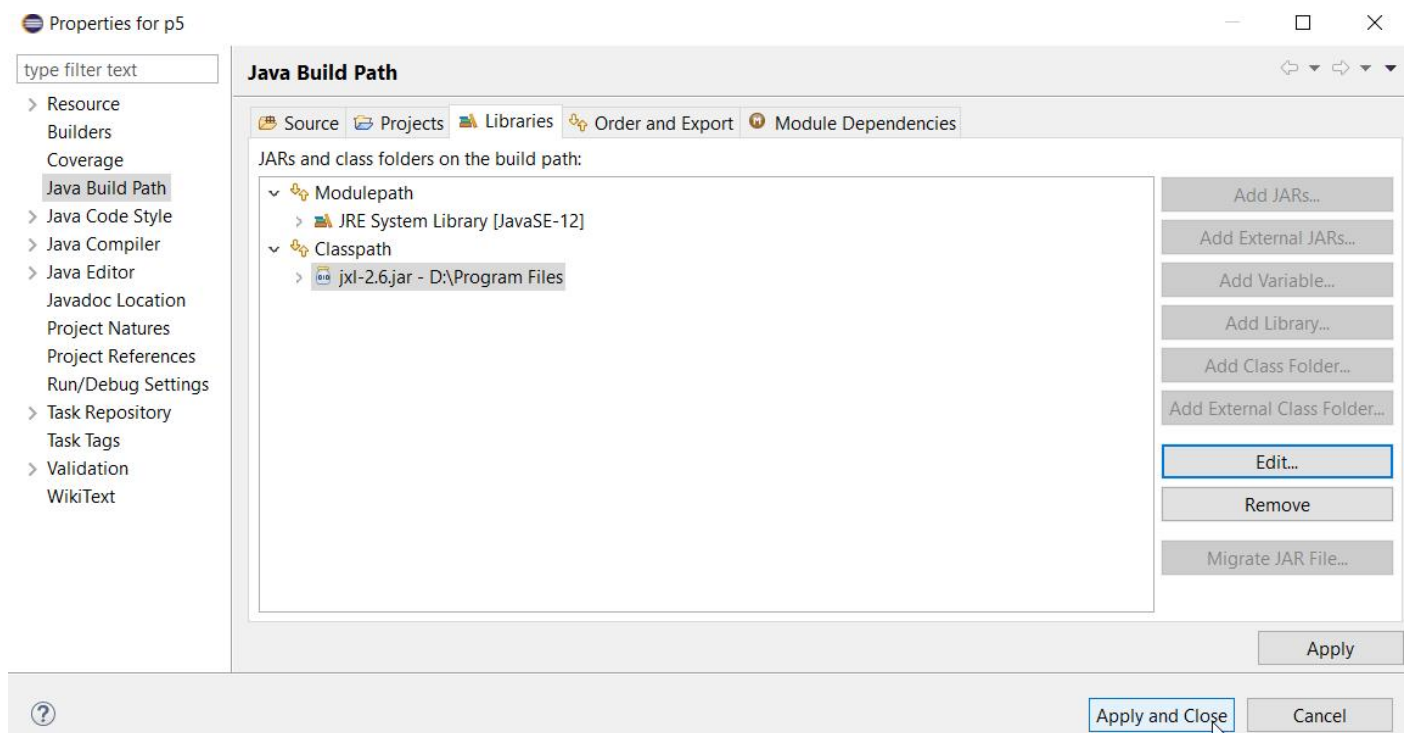 Properties for p5
type filter text
Resource
Builders
Coverage
Java Build Path
Java Code Style
Java Compiler
Java Editor
Javadoc Location
Project Natures
Project References
Run/Debug Settings
Task Repository
Task Tags
Validation
WikiText
Java Build Path
Source Projects Libraries Order and Export Module Dependencies
JARs and class folders on the build path:
Modulepath
JRE System Library [JavaSE-12]
Classpath
jxl-2.6.jar - D:\Program Files
Add JARs...
Add External JARs...
Add Variable...
Add Library...
Add Class Folder...
Add External Class Folder...
Edit...
Remove
Migrate JAR File...
Apply
?
Apply and Close
Cancel